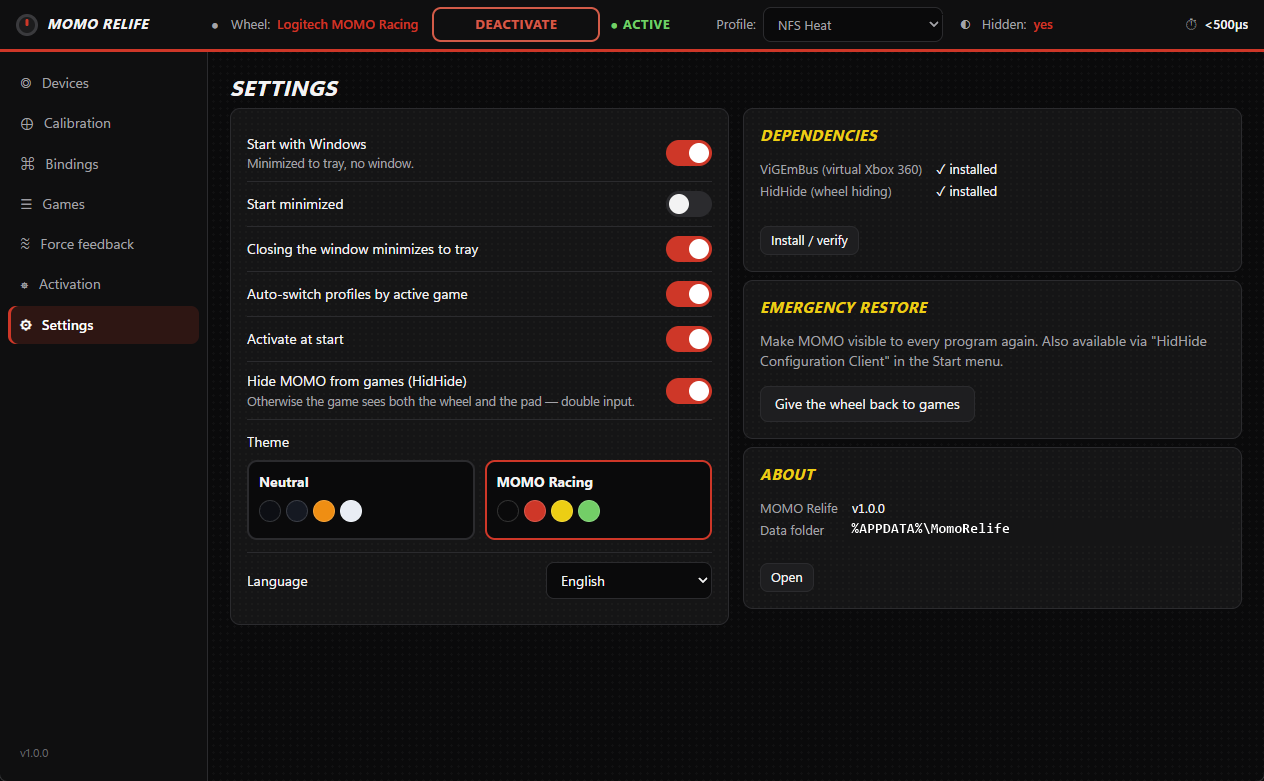 MOMO RELIFE
Wheel: Logitech MOMO Racing
DEACTIVATE
ACTIVE
Profile: NFS Heat
Hidden: yes
<500µs
Devices
Calibration
Bindings
Games
Force feedback
Activation
Settings
v1.0.0
SETTINGS
Start with Windows
Minimized to tray, no window.
Start minimized
Closing the window minimizes to tray
Auto-switch profiles by active game
Activate at start
Hide MOMO from games (HidHide)
Otherwise the game sees both the wheel and the pad — double input.
Theme
Neutral
MOMO Racing
Language
English
DEPENDENCIES
ViGEmBus (virtual Xbox 360) ✓ installed
HidHide (wheel hiding) ✓ installed
Install / verify
EMERGENCY RESTORE
Make MOMO visible to every program again. Also available via "HidHide
Configuration Client" in the Start menu.
Give the wheel back to games
ABOUT
MOMO Relife v1.0.0
Data folder %APPDATA%\MomoRelife
Open